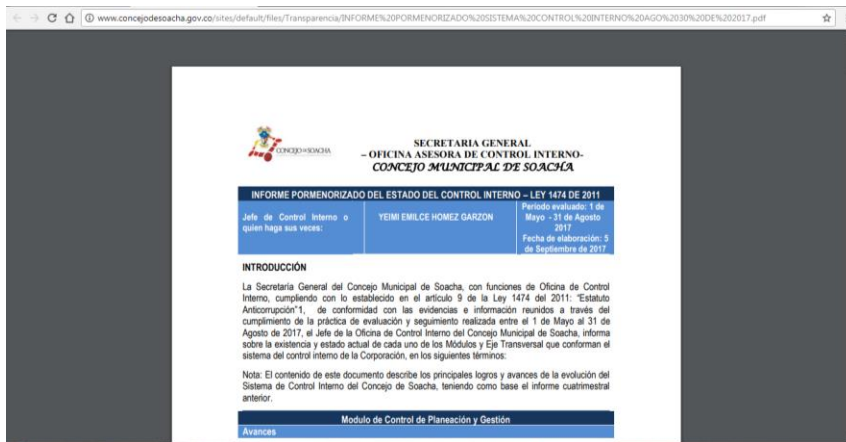 www.concejodesoacha.gov.co/sites/default/files/Transparencia/INFORME%20PORMENORIZADO%20SISTEMA%20CONTROL%20INTERNO%20AGO%2030%20DE%202017.pdf
CONCEJO DE SOACHA
SECRETARIA GENERAL
– OFICINA ASESORA DE CONTROL INTERNO-
CONCEJO MUNICIPAL DE SOACHA
INFORME PORMENORIZADO DEL ESTADO DEL CONTROL INTERNO – LEY 1474 DE 2011
Jefe de Control Interno o
quien haga sus veces:
YEIMI EMILCE HOMEZ GARZON
Período evaluado: 1 de
Mayo - 31 de Agosto
2017
Fecha de elaboración: 5
de Septiembre de 2017
INTRODUCCIÓN
La Secretaría General del Concejo Municipal de Soacha, con funciones de Oficina de Control
Interno, cumpliendo con lo establecido en el artículo 9 de la Ley 1474 del 2011: “Estatuto
Anticorrupción”1, de conformidad con las evidencias e información reunidos a través del
cumplimiento de la práctica de evaluación y seguimiento realizada entre el 1 de Mayo al 31 de
Agosto de 2017, el Jefe de la Oficina de Control Interno del Concejo Municipal de Soacha, informa
sobre la existencia y estado actual de cada uno de los Módulos y Eje Transversal que conforman el
sistema del control interno de la Corporación, en los siguientes términos:
Nota: El contenido de este documento describe los principales logros y avances de la evolución del
Sistema de Control Interno del Concejo de Soacha, teniendo como base el informe cuatrimestral
anterior.
Modulo de Control de Planeación y Gestión
Avances